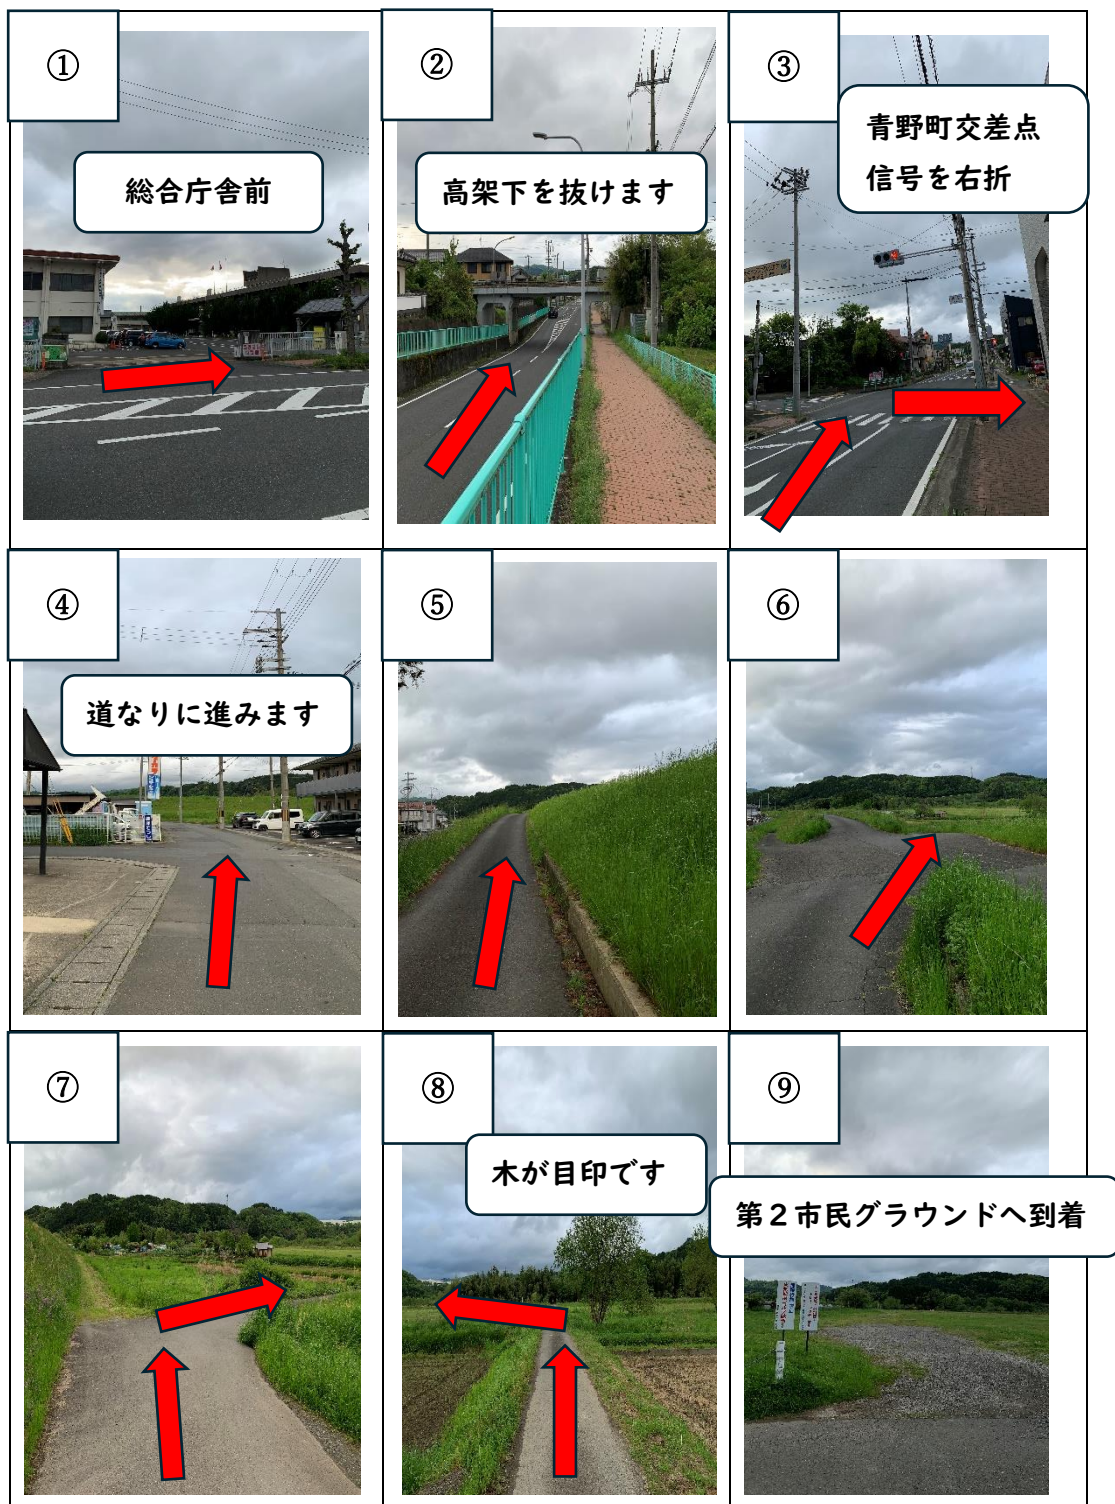 ①
総合庁舎前
②
高架下を抜けます
③
青野町交差点
信号を右折
④
道なりに進みます
⑤
⑥
⑦
⑧
木が目印です
⑨
第２市民グラウンドへ到着